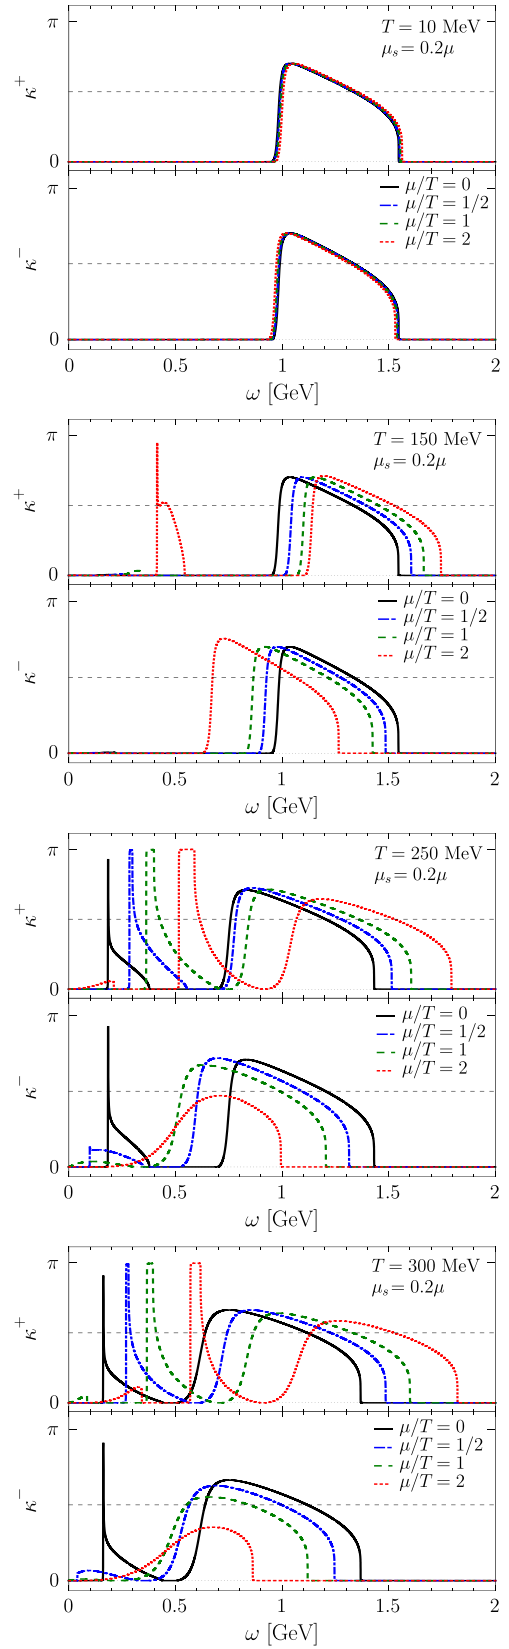 π
T = 10 MeV
μₛ = 0.2μ
κ⁺
0
π
μ/T = 0
μ/T = 1/2
μ/T = 1
μ/T = 2
κ⁻
0
0 0.5 1 1.5 2
ω [GeV]
π
T = 150 MeV
μₛ = 0.2μ
κ⁺
0
π
μ/T = 0
μ/T = 1/2
μ/T = 1
μ/T = 2
κ⁻
0
0 0.5 1 1.5 2
ω [GeV]
π
T = 250 MeV
μₛ = 0.2μ
κ⁺
0
π
μ/T = 0
μ/T = 1/2
μ/T = 1
μ/T = 2
κ⁻
0
0 0.5 1 1.5 2
ω [GeV]
π
T = 300 MeV
μₛ = 0.2μ
κ⁺
0
π
μ/T = 0
μ/T = 1/2
μ/T = 1
μ/T = 2
κ⁻
0
0 0.5 1 1.5 2
ω [GeV]